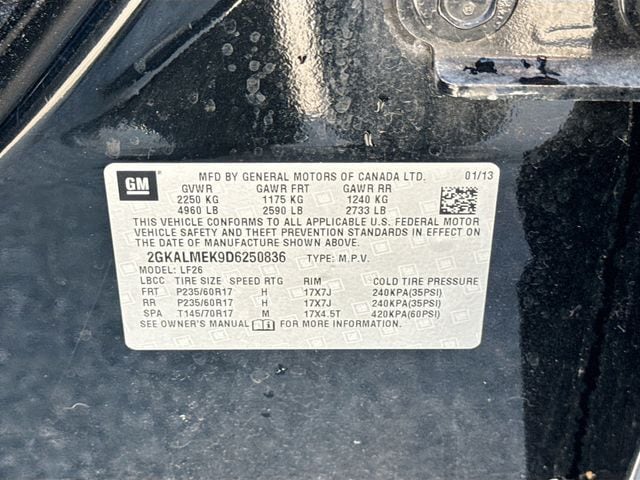 GM MFD BY GENERAL MOTORS OF CANADA LTD. 01/13
GVWR GAWR FRT GAWR RR
2250 KG 1175 KG 1240 KG
4960 LB 2590 LB 2733 LB
THIS VEHICLE CONFORMS TO ALL APPLICABLE U.S. FEDERAL MOTOR
VEHICLE SAFETY AND THEFT PREVENTION STANDARDS IN EFFECT ON
THE DATE OF MANUFACTURE SHOWN ABOVE.
2GKALMEK9D6250836 TYPE: M.P.V.
MODEL: LF26
LBCC TIRE SIZE SPEED RTG RIM COLD TIRE PRESSURE
FRT P235/60R17 H 17X7J 240KPA(35PSI)
RR P235/60R17 H 17X7J 240KPA(35PSI)
SPA T145/70R17 M 17X4.5T 420KPA(60PSI)
SEE OWNER'S MANUAL FOR MORE INFORMATION.